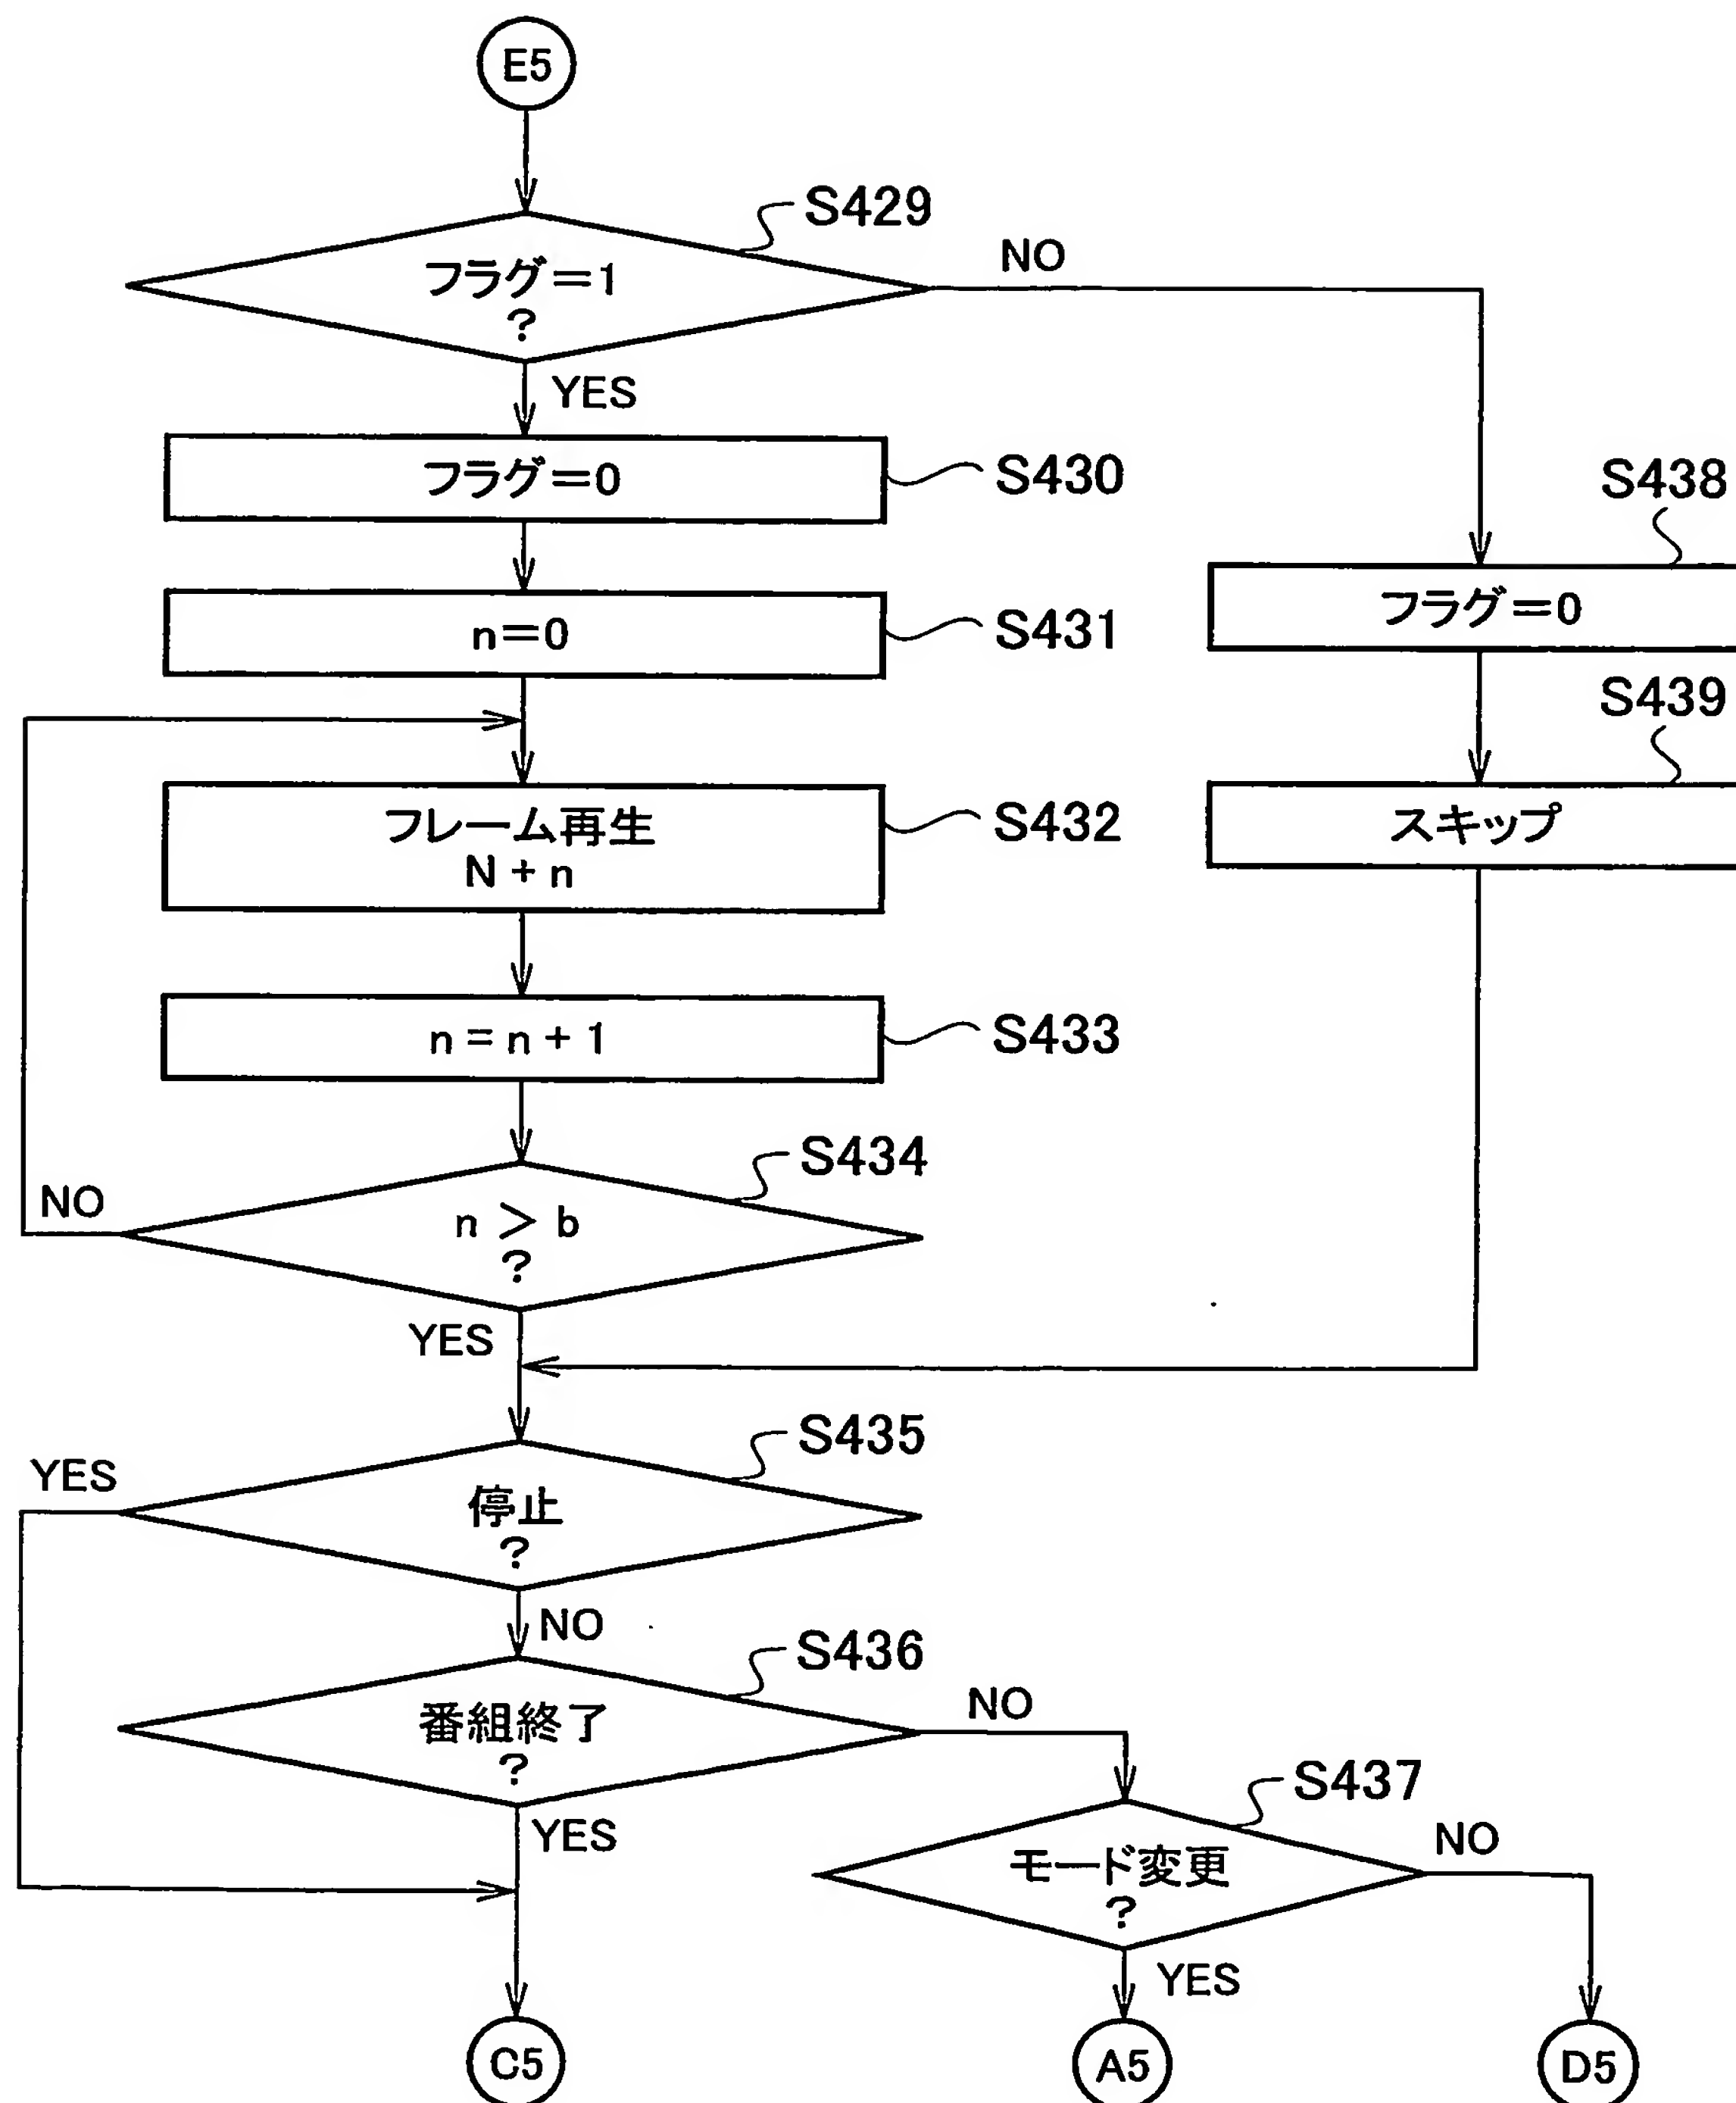 E5
S429
フラグ=1
?
NO
YES
フラグ=0
S430
S438
n=0
S431
フラグ=0
S439
フレーム再生
N + n
S432
スキップ
n = n + 1
S433
S434
NO
n > b
?
YES
S435
YES
停止
?
NO
S436
番組終了
?
NO
S437
YES
モード変更
?
NO
YES
C5
A5
D5